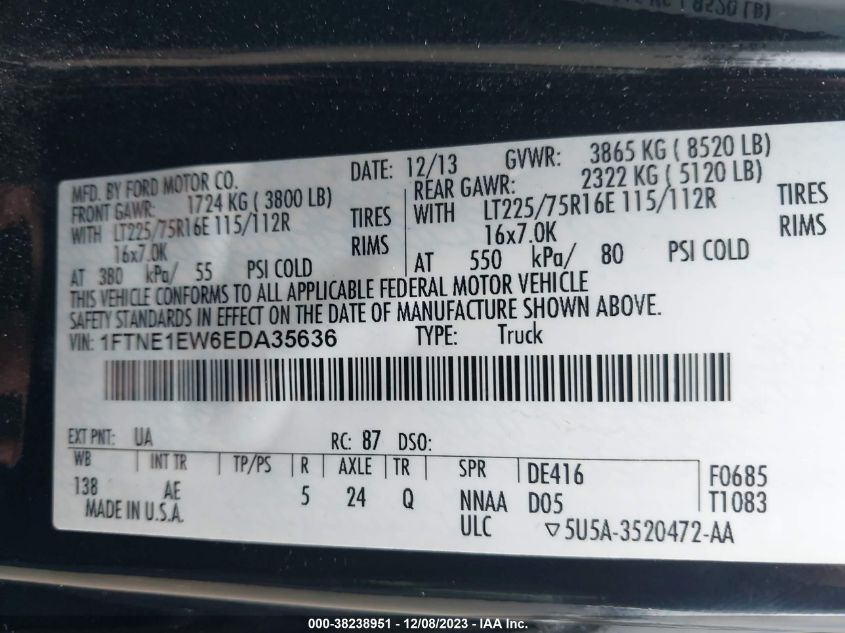 MFD. BY FORD MOTOR CO.
DATE: 12/13 GVWR: 3865 KG ( 8520 LB)
FRONT GAWR: 1724 KG ( 3800 LB) REAR GAWR: 2322 KG ( 5120 LB)
WITH LT225/75R16E 115/112R TIRES WITH LT225/75R16E 115/112R TIRES
16x7.0K RIMS 16x7.0K RIMS
AT 380 kPa/ 55 PSI COLD AT 550 kPa/ 80 PSI COLD
THIS VEHICLE CONFORMS TO ALL APPLICABLE FEDERAL MOTOR VEHICLE
SAFETY STANDARDS IN EFFECT ON THE DATE OF MANUFACTURE SHOWN ABOVE.
VIN: 1FTNE1EW6EDA35636 TYPE: Truck
EXT PNT: UA RC: 87 DSO:
WB INT TR TP/PS R AXLE TR SPR DE416 F0685
138 AE 5 24 Q NNAA D05 T1083
MADE IN U.S.A. ULC ▽5U5A-3520472-AA
000-38238951 - 12/08/2023 - IAA Inc.